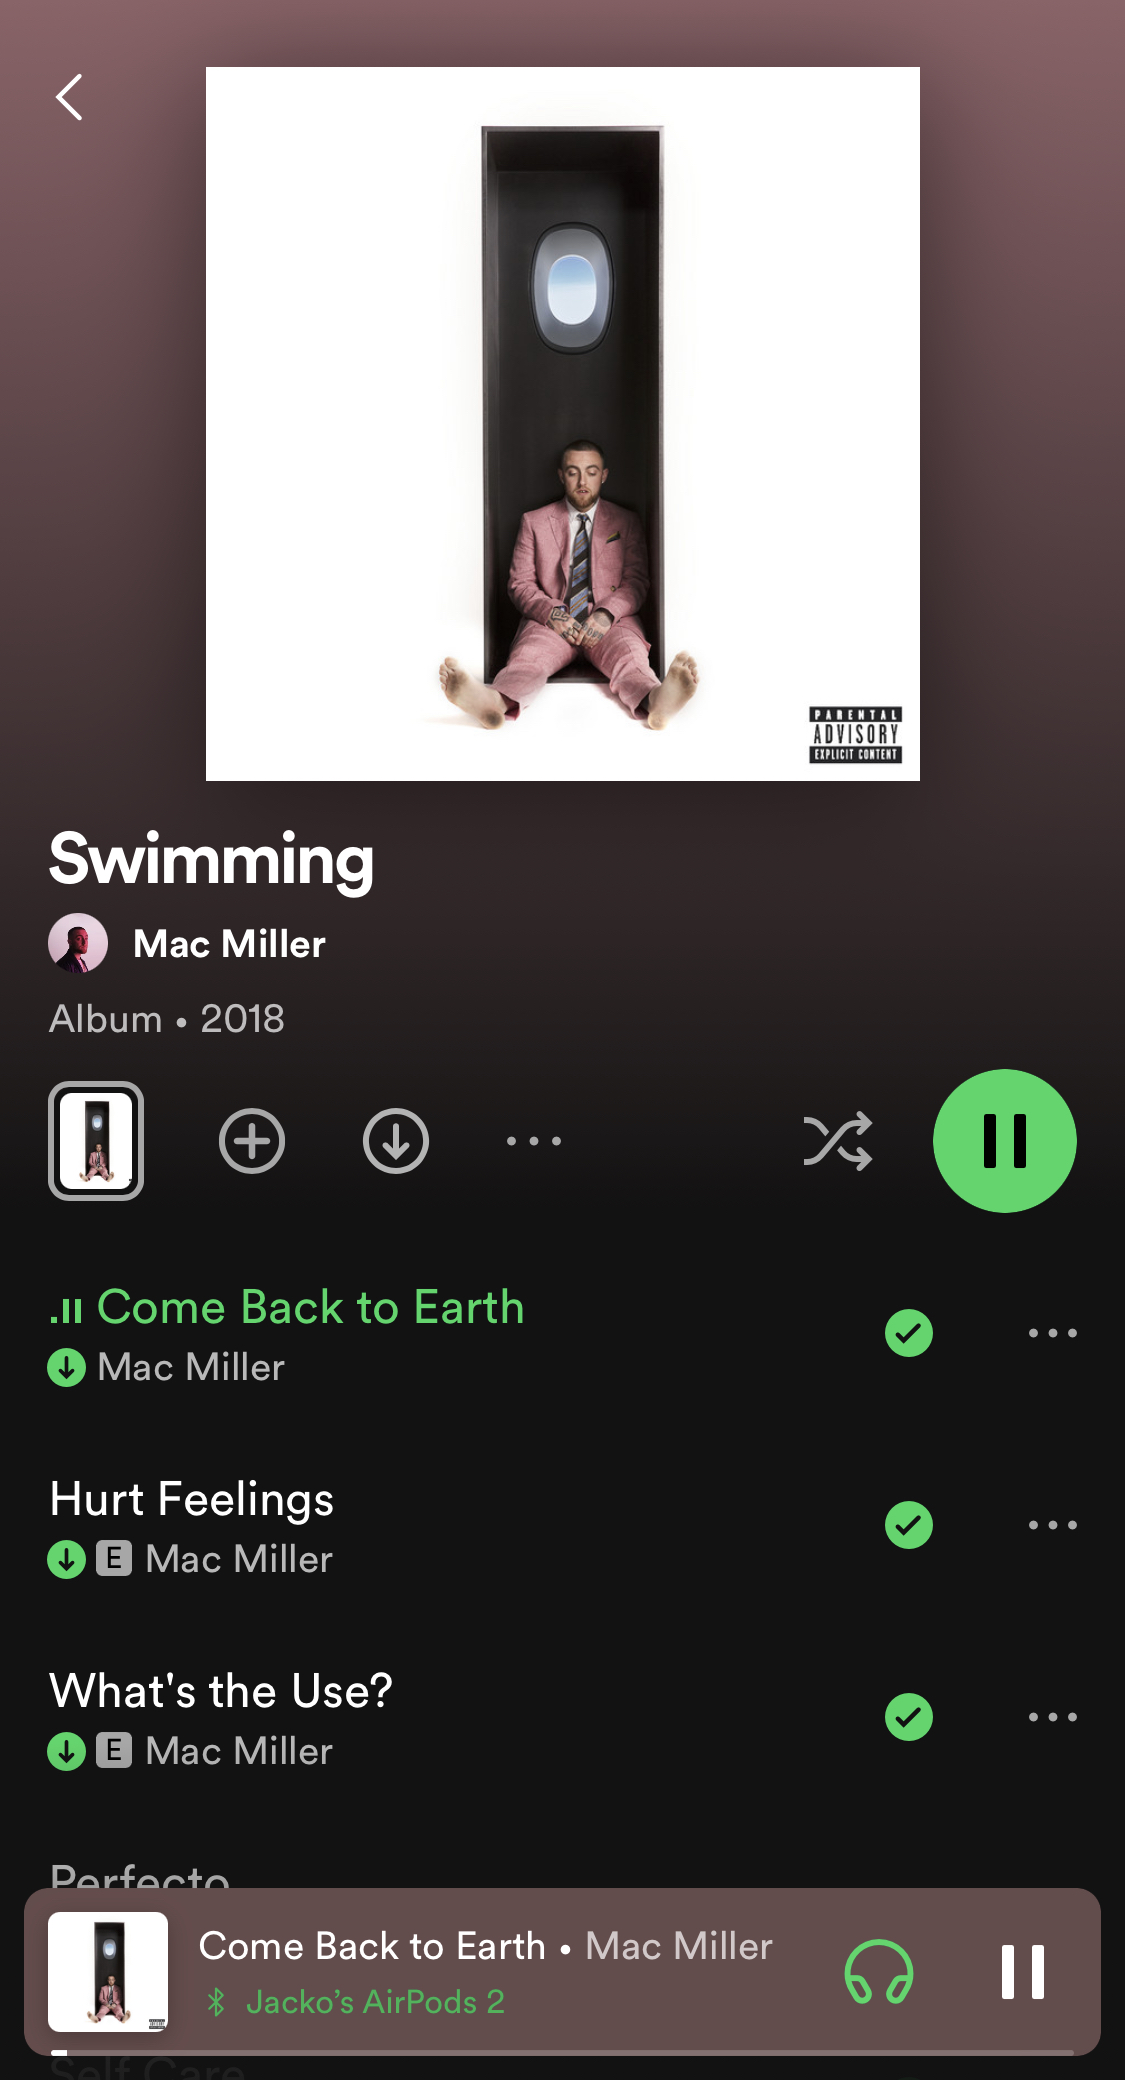 PARENTAL
ADVISORY
EXPLICIT CONTENT
Swimming
Mac Miller
Album • 2018
Come Back to Earth
Mac Miller
Hurt Feelings
E Mac Miller
What's the Use?
E Mac Miller
Perfecto
Come Back to Earth • Mac Miller
Jacko’s AirPods 2
Self Care